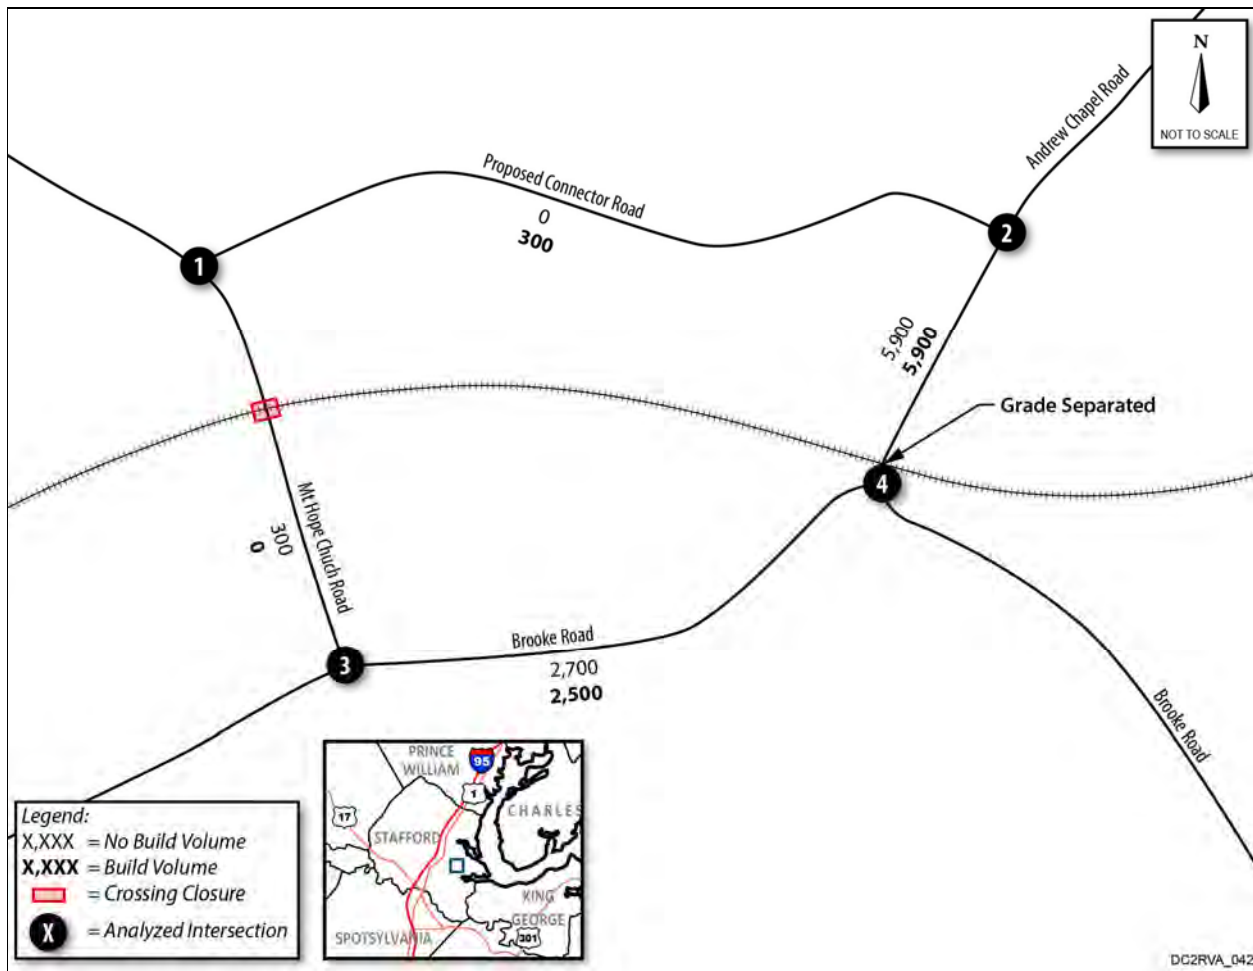 N
NOT TO SCALE
Andrew Chapel Road
Proposed Connector Road
0
300
1
2
5,900
5,900
Grade Separated
4
Mt Hope Chuch Road
300
0
3
Brooke Road
2,700
2,500
Brooke Road
Legend:
X,XXX = No Build Volume
X,XXX = Build Volume
= Crossing Closure
X = Analyzed Intersection
PRINCE
WILLIAM
95
1
17
CHARLES
STAFFORD
KING
GEORGE
301
SPOTSYLVANIA
DC2RVA_042